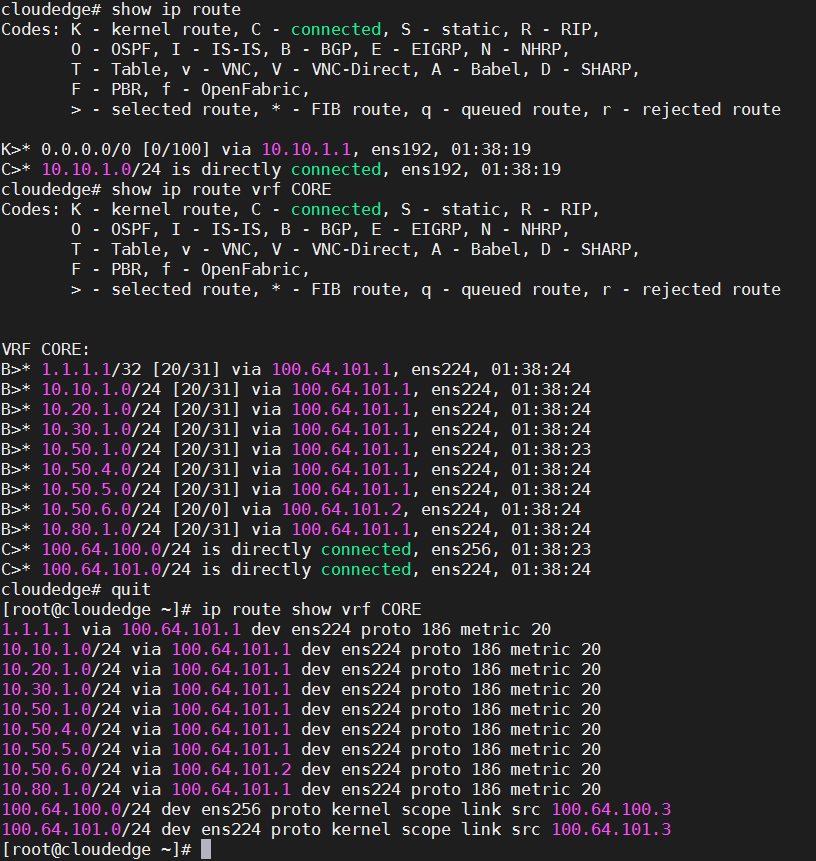 cloudedge# show ip route
Codes: K - kernel route, C - connected, S - static, R - RIP,
       O - OSPF, I - IS-IS, B - BGP, E - EIGRP, N - NHRP,
       T - Table, v - VNC, V - VNC-Direct, A - Babel, D - SHARP,
       F - PBR, f - OpenFabric,
       > - selected route, * - FIB route, q - queued route, r - rejected route

K>* 0.0.0.0/0 [0/100] via 10.10.1.1, ens192, 01:38:19
C>* 10.10.1.0/24 is directly connected, ens192, 01:38:19
cloudedge# show ip route vrf CORE
Codes: K - kernel route, C - connected, S - static, R - RIP,
       O - OSPF, I - IS-IS, B - BGP, E - EIGRP, N - NHRP,
       T - Table, v - VNC, V - VNC-Direct, A - Babel, D - SHARP,
       F - PBR, f - OpenFabric,
       > - selected route, * - FIB route, q - queued route, r - rejected route


VRF CORE:
B>* 1.1.1.1/32 [20/31] via 100.64.101.1, ens224, 01:38:24
B>* 10.10.1.0/24 [20/31] via 100.64.101.1, ens224, 01:38:24
B>* 10.20.1.0/24 [20/31] via 100.64.101.1, ens224, 01:38:24
B>* 10.30.1.0/24 [20/31] via 100.64.101.1, ens224, 01:38:24
B>* 10.50.1.0/24 [20/31] via 100.64.101.1, ens224, 01:38:23
B>* 10.50.4.0/24 [20/31] via 100.64.101.1, ens224, 01:38:24
B>* 10.50.5.0/24 [20/31] via 100.64.101.1, ens224, 01:38:24
B>* 10.50.6.0/24 [20/0] via 100.64.101.2, ens224, 01:38:24
B>* 10.80.1.0/24 [20/31] via 100.64.101.1, ens224, 01:38:24
C>* 100.64.100.0/24 is directly connected, ens256, 01:38:23
C>* 100.64.101.0/24 is directly connected, ens224, 01:38:24
cloudedge# quit
[root@cloudedge ~]# ip route show vrf CORE
1.1.1.1 via 100.64.101.1 dev ens224 proto 186 metric 20
10.10.1.0/24 via 100.64.101.1 dev ens224 proto 186 metric 20
10.20.1.0/24 via 100.64.101.1 dev ens224 proto 186 metric 20
10.30.1.0/24 via 100.64.101.1 dev ens224 proto 186 metric 20
10.50.1.0/24 via 100.64.101.1 dev ens224 proto 186 metric 20
10.50.4.0/24 via 100.64.101.1 dev ens224 proto 186 metric 20
10.50.5.0/24 via 100.64.101.1 dev ens224 proto 186 metric 20
10.50.6.0/24 via 100.64.101.2 dev ens224 proto 186 metric 20
10.80.1.0/24 via 100.64.101.1 dev ens224 proto 186 metric 20
100.64.100.0/24 dev ens256 proto kernel scope link src 100.64.100.3
100.64.101.0/24 dev ens224 proto kernel scope link src 100.64.101.3
[root@cloudedge ~]#